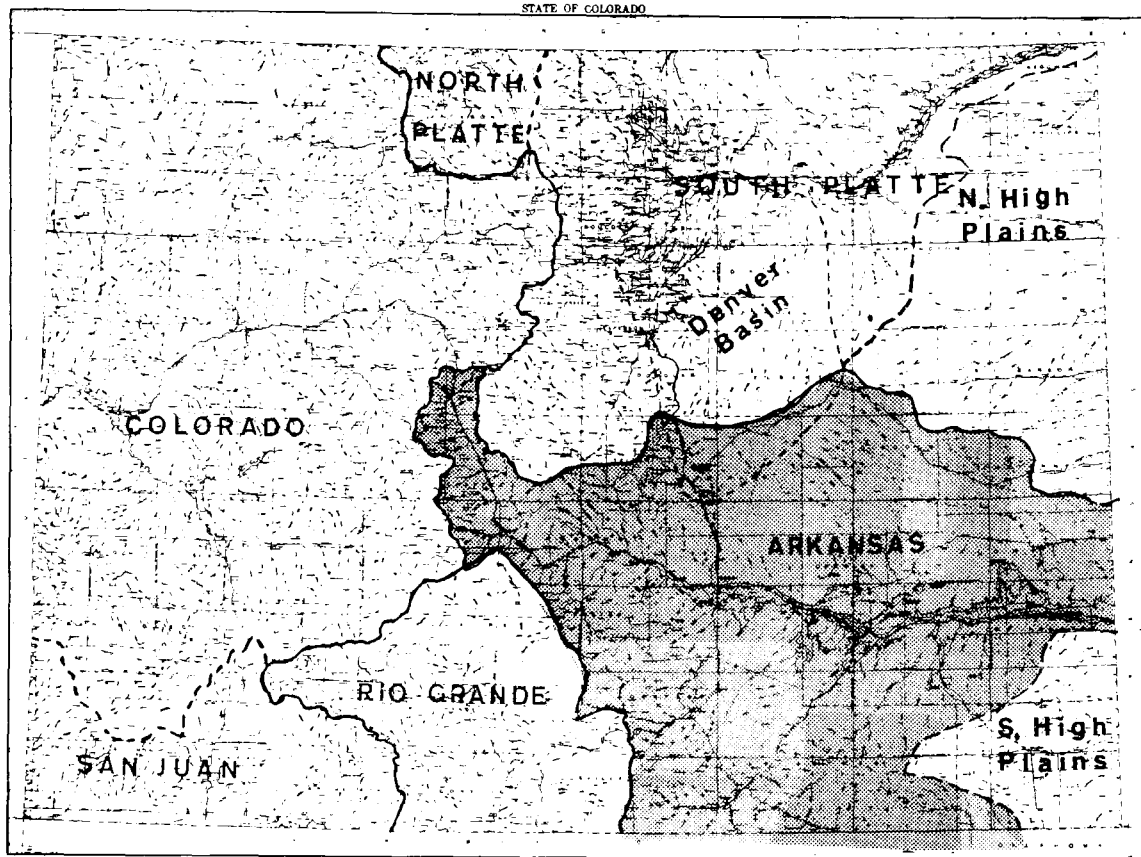 STATE OF COLORADO
NORTH
PLATTE
SOUTH PLATTE
N. High
Plains
Denver
Basin
COLORADO
ARKANSAS
RIO GRANDE
S. High
Plains
SAN JUAN